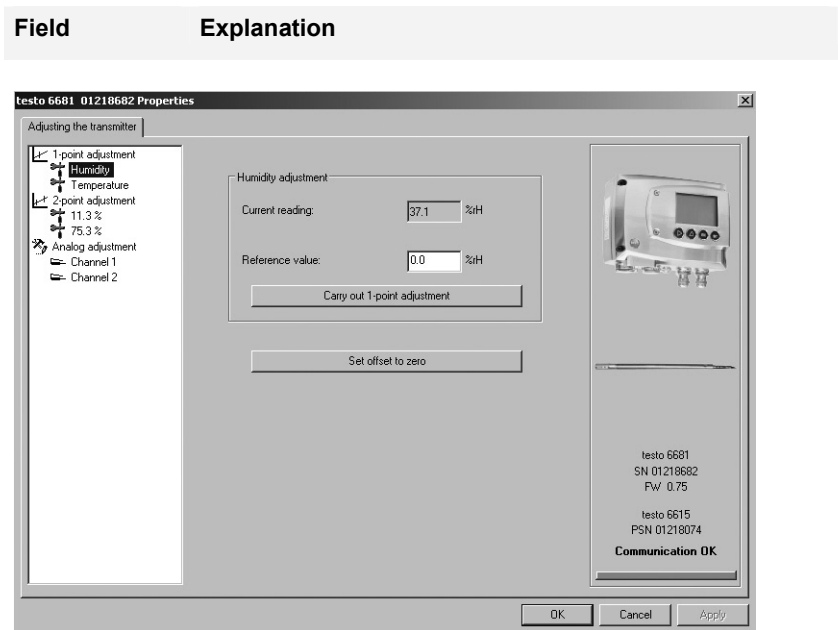 Field Explanation
testo 6681 01218682 Properties
Adjusting the transmitter
1-point adjustment
Humidity
Temperature
2-point adjustment
11.3 %
75.3 %
Analog adjustment
Channel 1
Channel 2
Humidity adjustment
Current reading: 37.1 %rH
Reference value: 0.0 %rH
Carry out 1-point adjustment
Set offset to zero
testo 6681
SN 01218682
FW 0.75
testo 6615
PSN 01218074
Communication OK
OK Cancel Apply